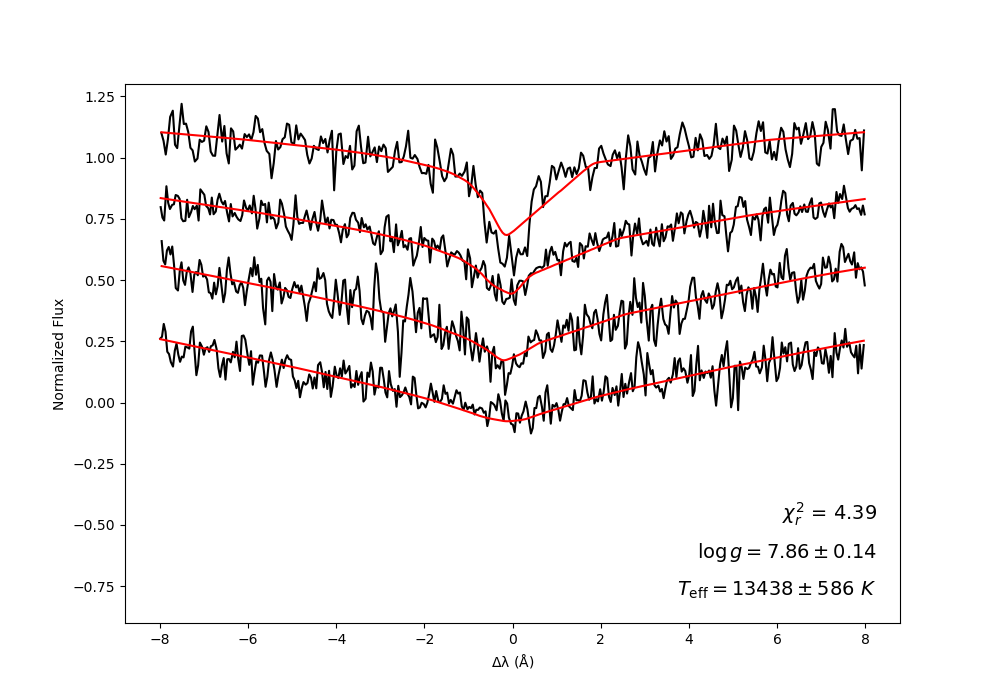 1.25
1.00
0.75
0.50
0.25
0.00
−0.25
−0.50
−0.75
Normalized Flux
χ²ᵣ = 4.39
log g = 7.86 ± 0.14
T_eff = 13438 ± 586 K
−8 −6 −4 −2 0 2 4 6 8
Δλ (Å)